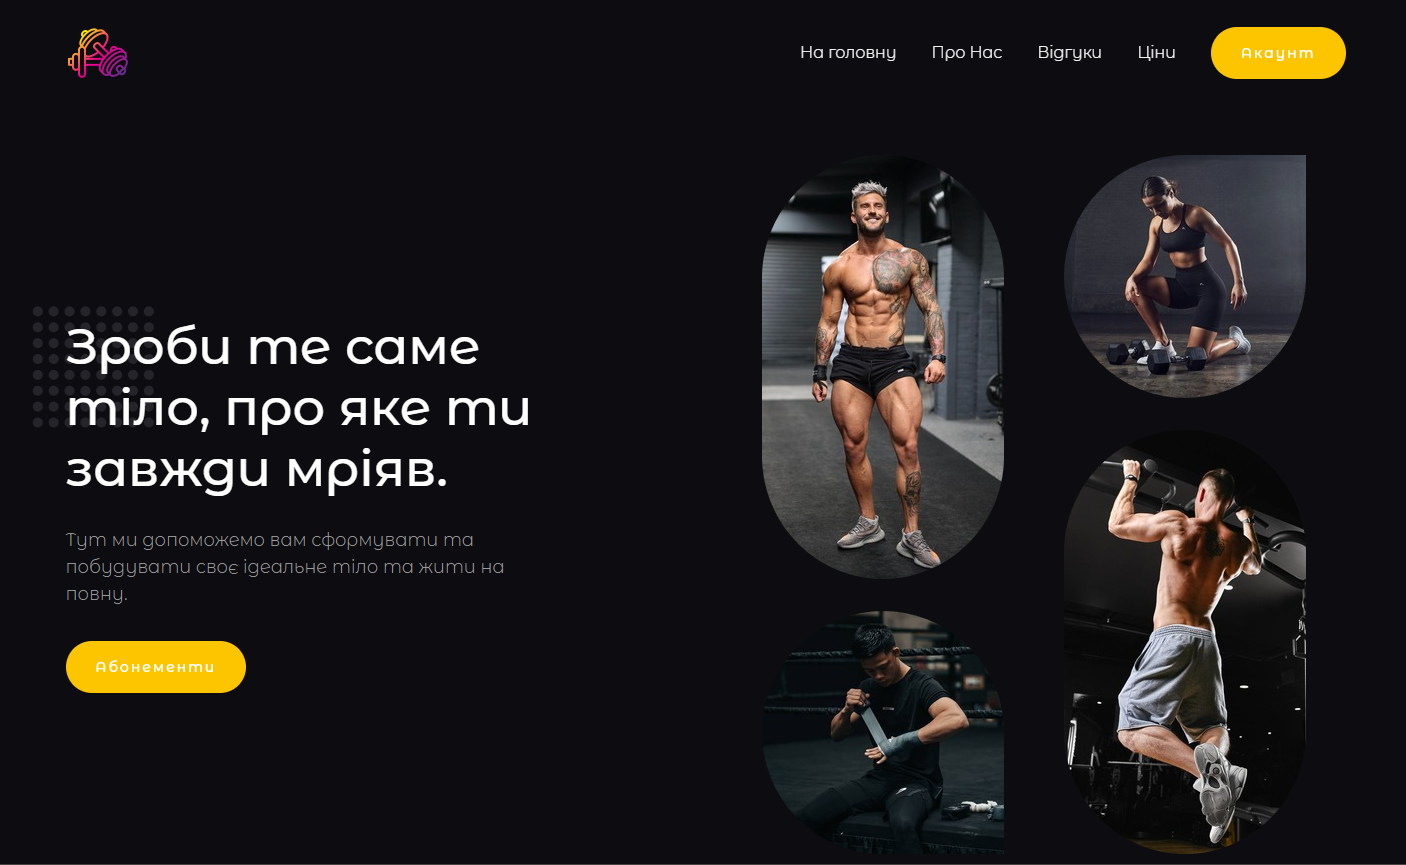 На головну
Про Нас
Відгуки
Ціни
Акаунт
Зроби те саме
тіло, про яке ти
завжди мріяв.
Тут ми допоможемо вам сформувати та
побудувати своє ідеальне тіло та жити на
повну.
Абонементи